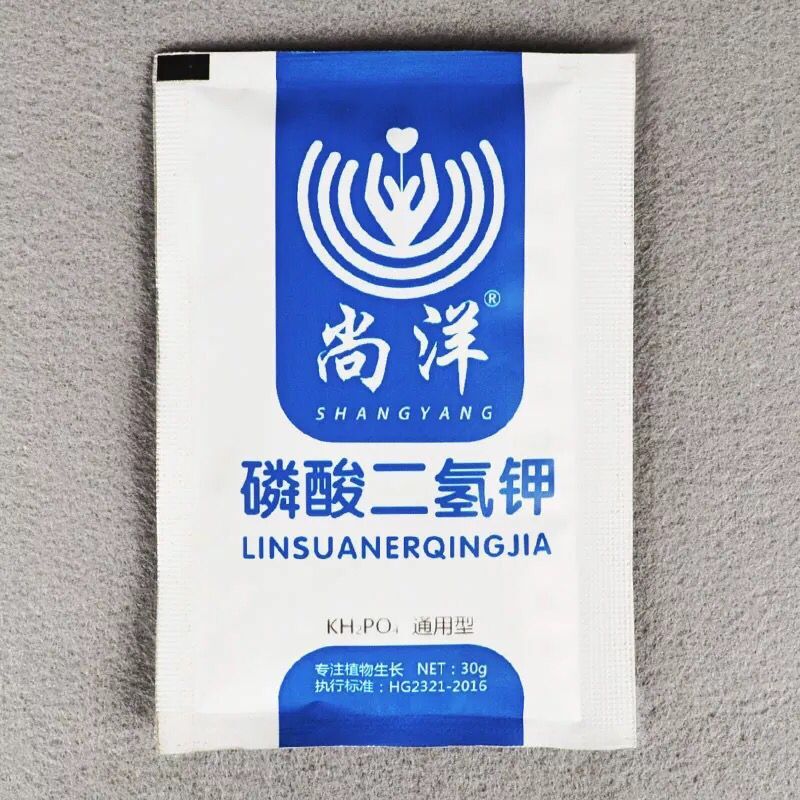 尚洋®
SHANGYANG
磷酸二氢钾
LINSUANERQINGJIA
KH₂PO₄ 通用型
专注植物生长 NET：30g
执行标准：HG2321-2016